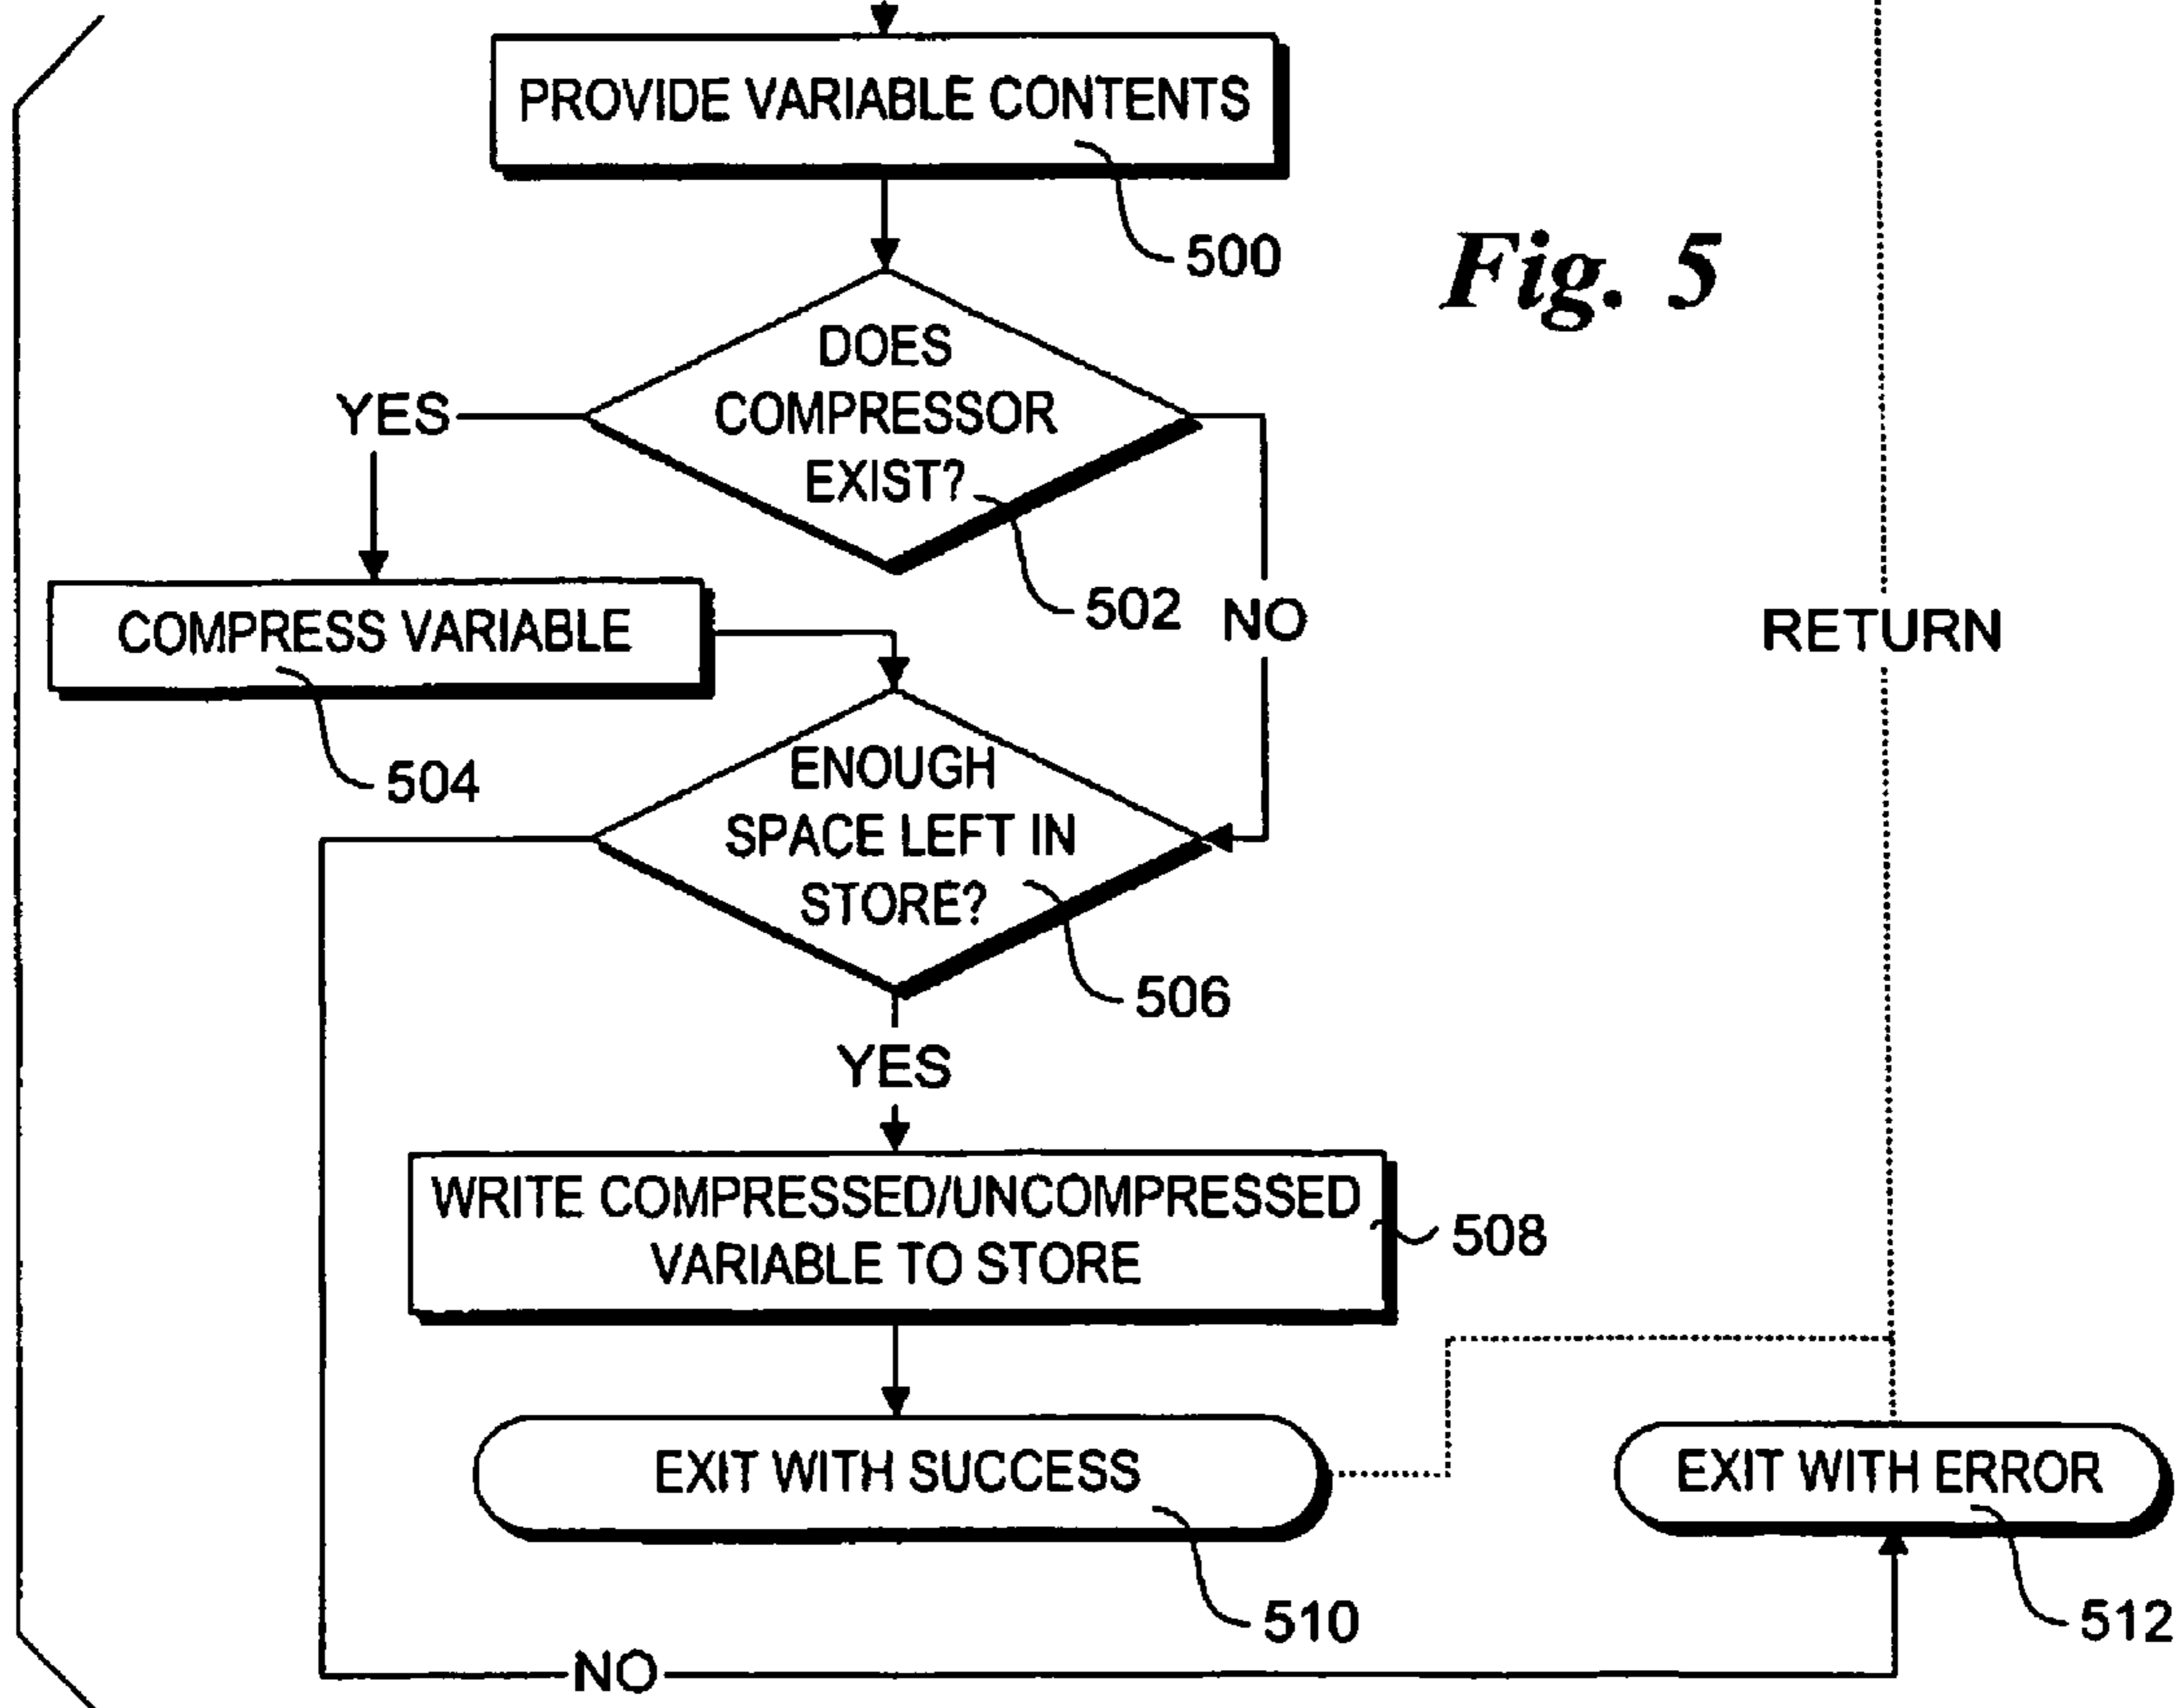 PROVIDE VARIABLE CONTENTS
500
Fig. 5
DOES
COMPRESSOR
EXIST?
YES
502
NO
RETURN
COMPRESS VARIABLE
504
ENOUGH
SPACE LEFT IN
STORE?
506
YES
WRITE COMPRESSED/UNCOMPRESSED
VARIABLE TO STORE
508
EXIT WITH SUCCESS
EXIT WITH ERROR
510
512
NO